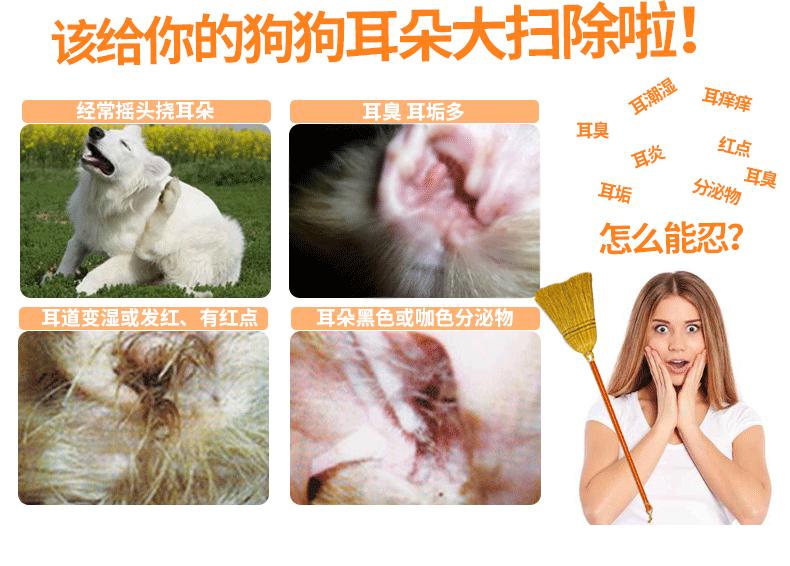 该给你的狗狗耳朵大扫除啦！
经常摇头挠耳朵
耳臭 耳垢多
耳潮湿
耳痒痒
耳臭
耳炎
红点
耳臭
耳垢
分泌物
怎么能忍？
耳道变湿或发红、有红点
耳朵黑色或咖色分泌物